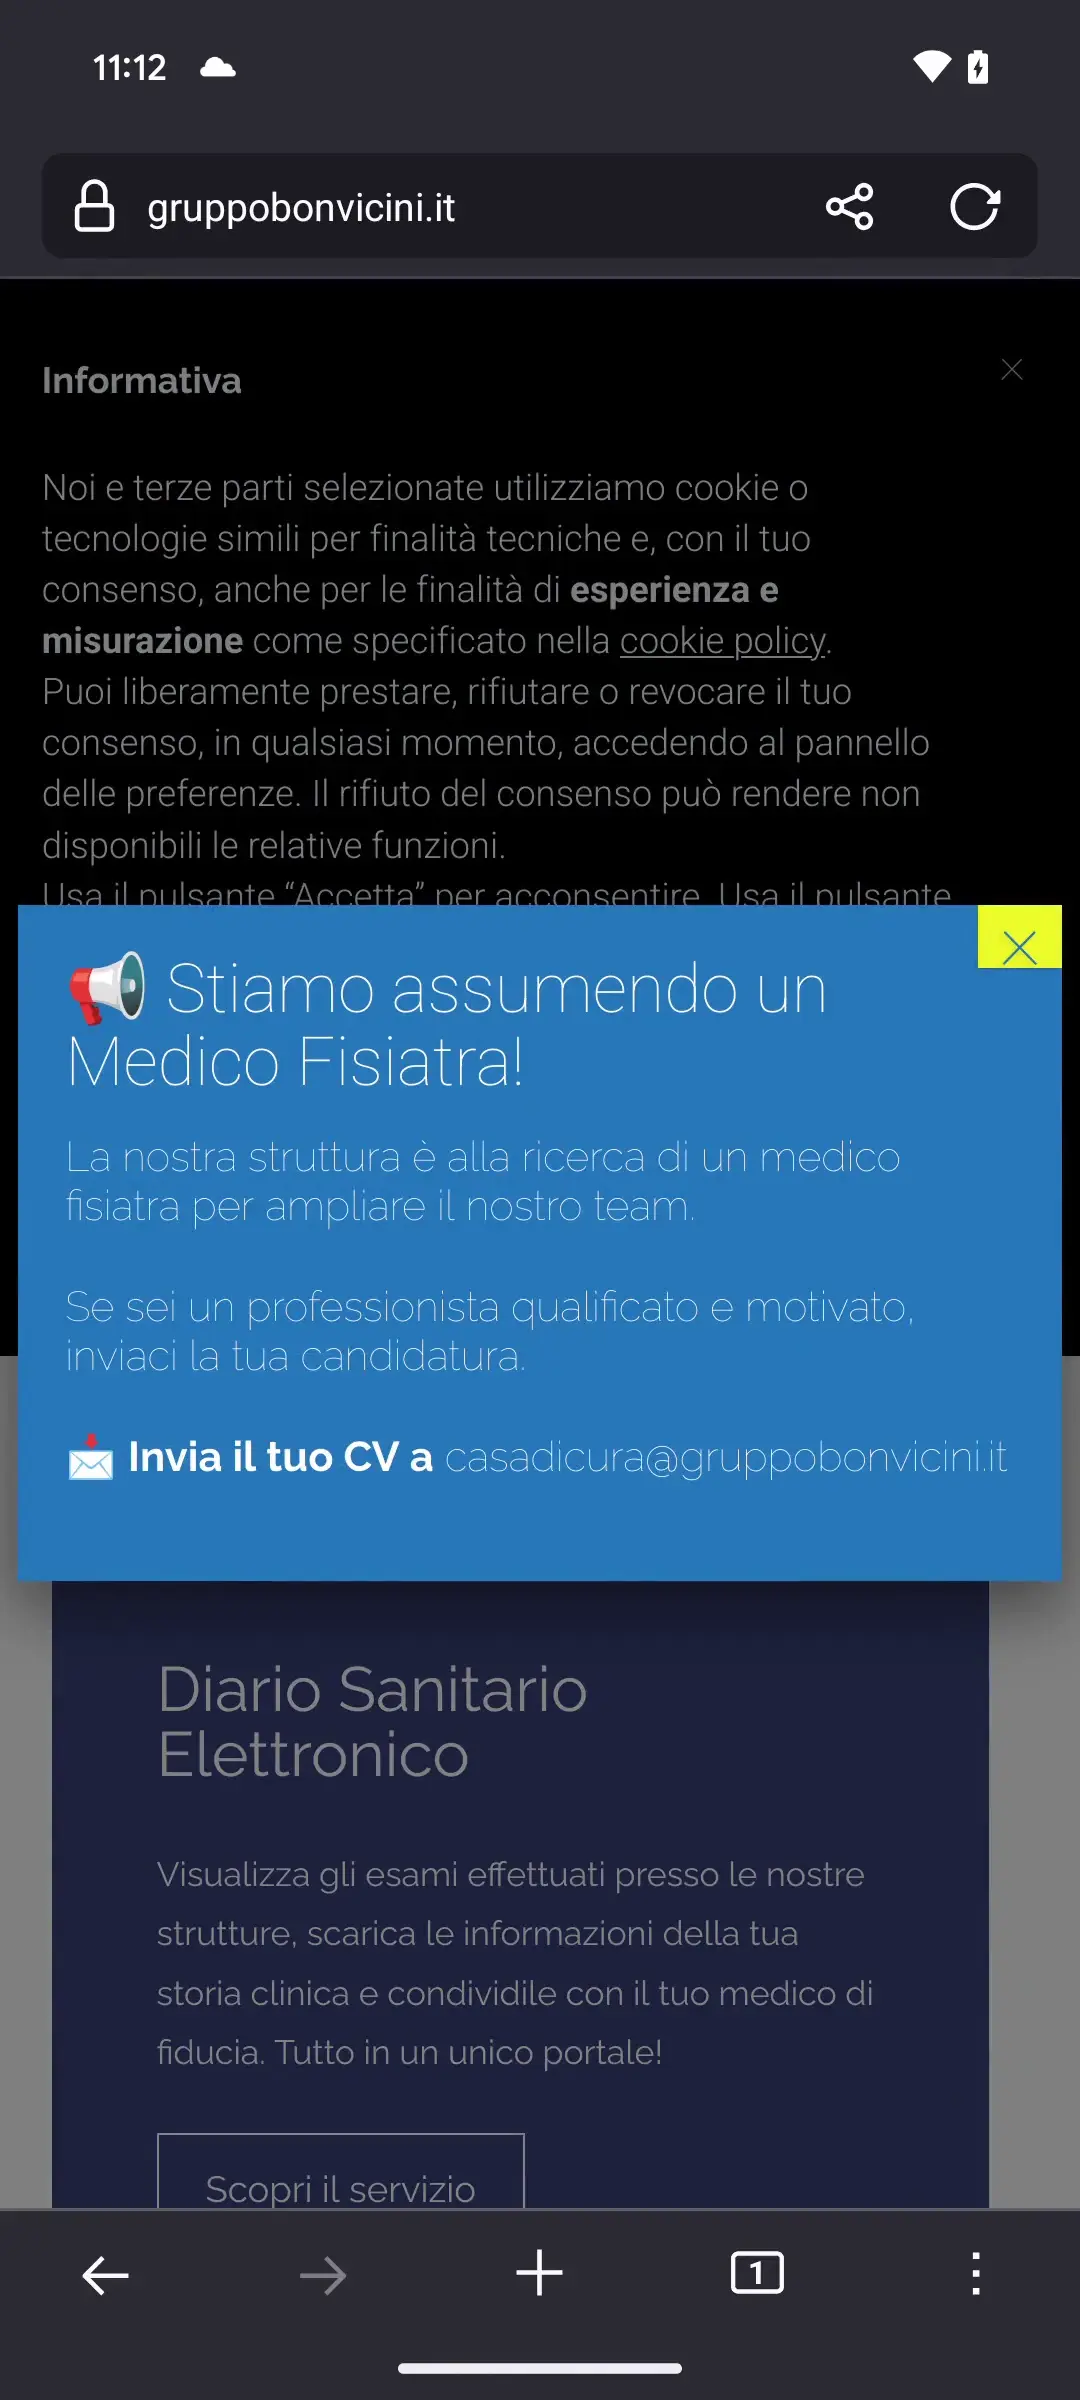 11:12
gruppobonvicini.it
Informativa
Noi e terze parti selezionate utilizziamo cookie o
tecnologie simili per finalità tecniche e, con il tuo
consenso, anche per le finalità di esperienza e
misurazione come specificato nella cookie policy.
Puoi liberamente prestare, rifiutare o revocare il tuo
consenso, in qualsiasi momento, accedendo al pannello
delle preferenze. Il rifiuto del consenso può rendere non
disponibili le relative funzioni.
Usa il pulsante “Accetta” per acconsentire. Usa il pulsante
📢 Stiamo assumendo un
Medico Fisiatra!
La nostra struttura è alla ricerca di un medico
fisiatra per ampliare il nostro team.
Se sei un professionista qualificato e motivato,
inviaci la tua candidatura.
📩 Invia il tuo CV a casadicura@gruppobonvicini.it
Diario Sanitario
Elettronico
Visualizza gli esami effettuati presso le nostre
strutture, scarica le informazioni della tua
storia clinica e condividile con il tuo medico di
fiducia. Tutto in un unico portale!
Scopri il servizio
1